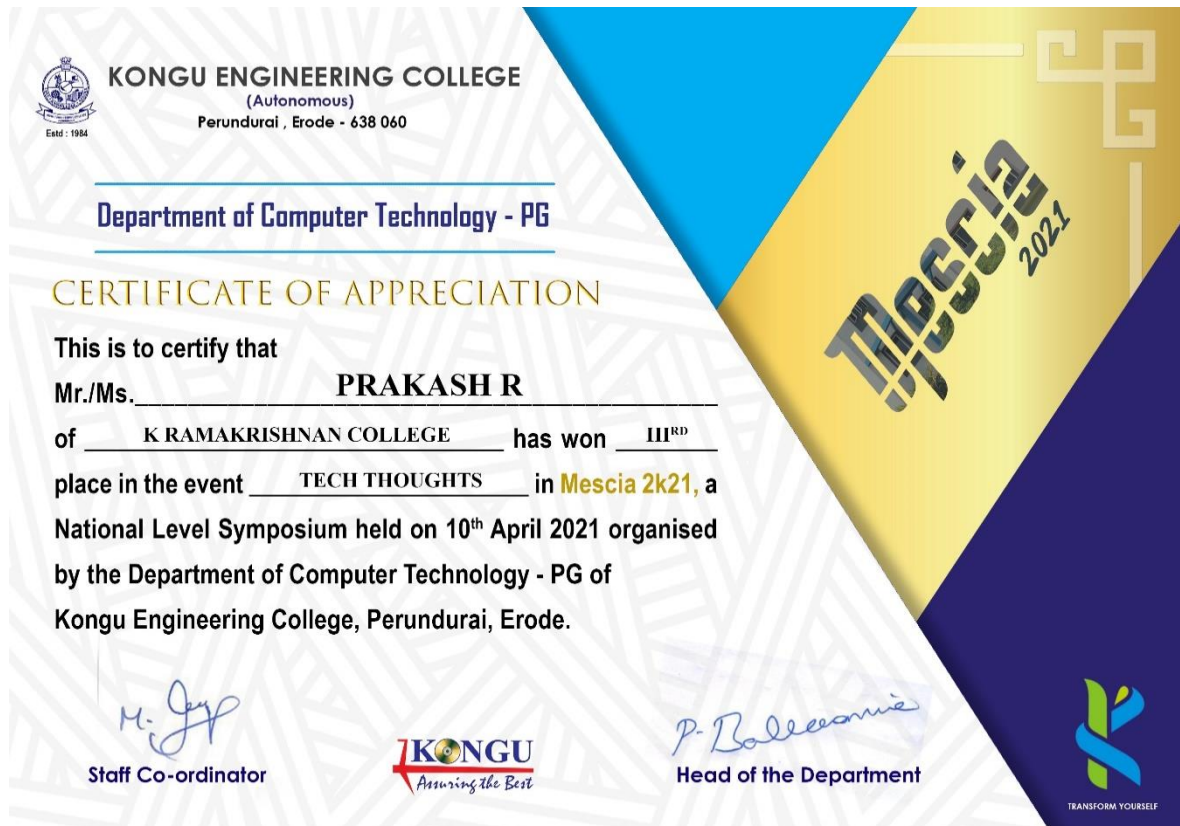 KONGU ENGINEERING COLLEGE
(Autonomous)
Perundurai , Erode - 638 060
Estd : 1984
Department of Computer Technology - PG
CERTIFICATE OF APPRECIATION
This is to certify that
Mr./Ms. PRAKASH R
of K RAMAKRISHNAN COLLEGE has won IIIRD
place in the event TECH THOUGHTS in Mescia 2k21, a
National Level Symposium held on 10th April 2021 organised
by the Department of Computer Technology - PG of
Kongu Engineering College, Perundurai, Erode.
Mescia
2021
Staff Co-ordinator
KONGU
Assuring the Best
Head of the Department
TRANSFORM YOURSELF